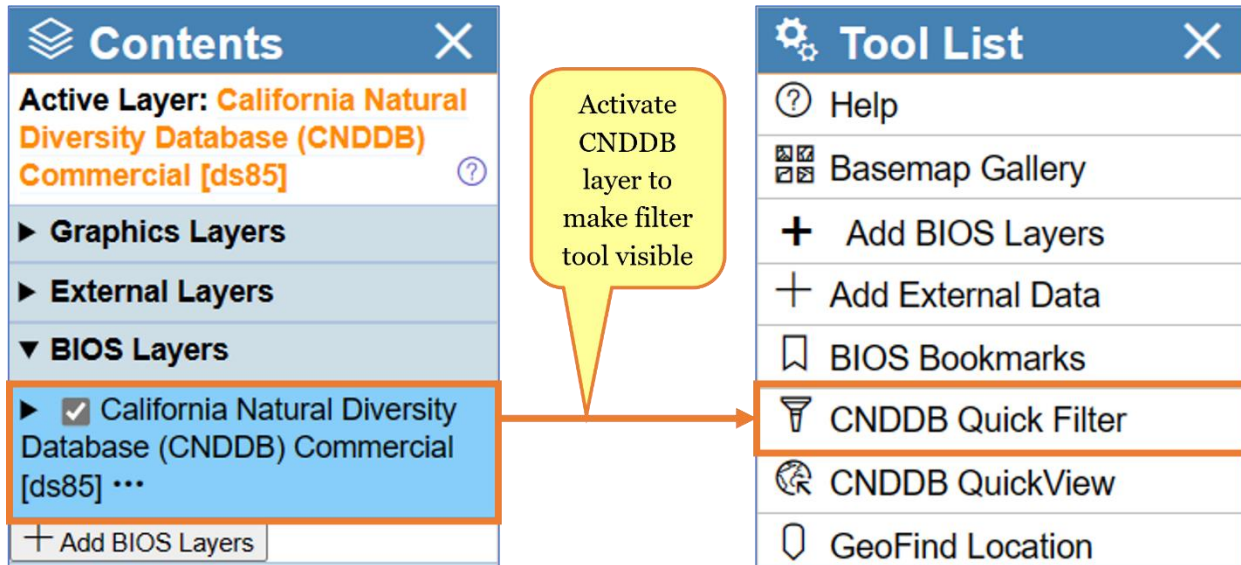 Contents
Active Layer: California Natural
Diversity Database (CNDDB)
Commercial [ds85]
▶ Graphics Layers
▶ External Layers
▼ BIOS Layers
▶ California Natural Diversity
Database (CNDDB) Commercial
[ds85] •••
+ Add BIOS Layers
Activate
CNDDB
layer to
make filter
tool visible
Tool List
Help
Basemap Gallery
Add BIOS Layers
Add External Data
BIOS Bookmarks
CNDDB Quick Filter
CNDDB QuickView
GeoFind Location